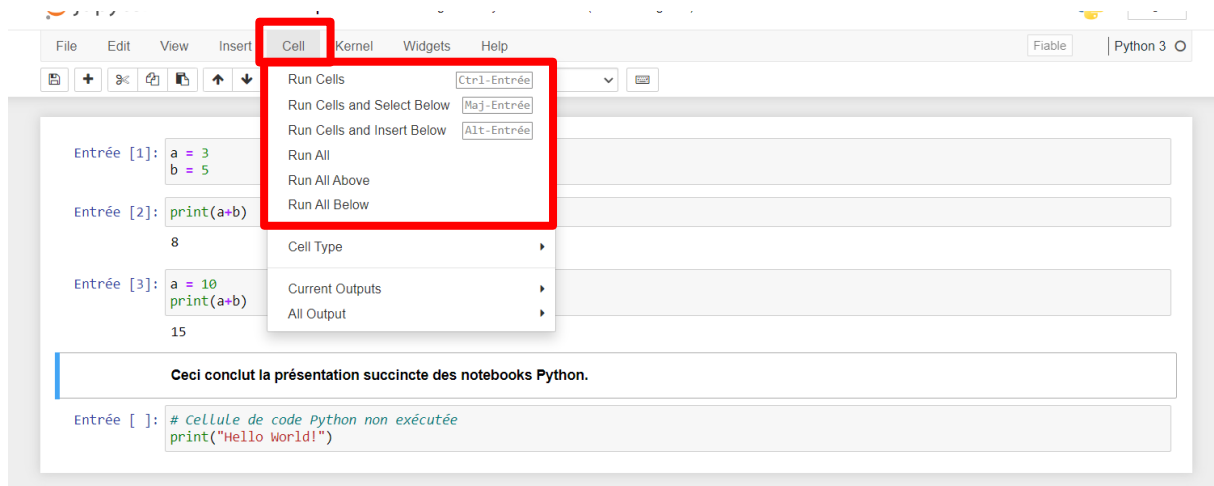 File Edit View Insert Cell Kernel Widgets Help Fiable Python 3
Run Cells Ctrl-Entrée
Run Cells and Select Below Maj-Entrée
Run Cells and Insert Below Alt-Entrée
Run All
Run All Above
Run All Below
Cell Type
Current Outputs
All Output
Entrée [1]: a = 3
b = 5
Entrée [2]: print(a+b)
8
Entrée [3]: a = 10
print(a+b)
15
Ceci conclut la présentation succincte des notebooks Python.
Entrée [ ]: # Cellule de code Python non exécutée
print("Hello World!")